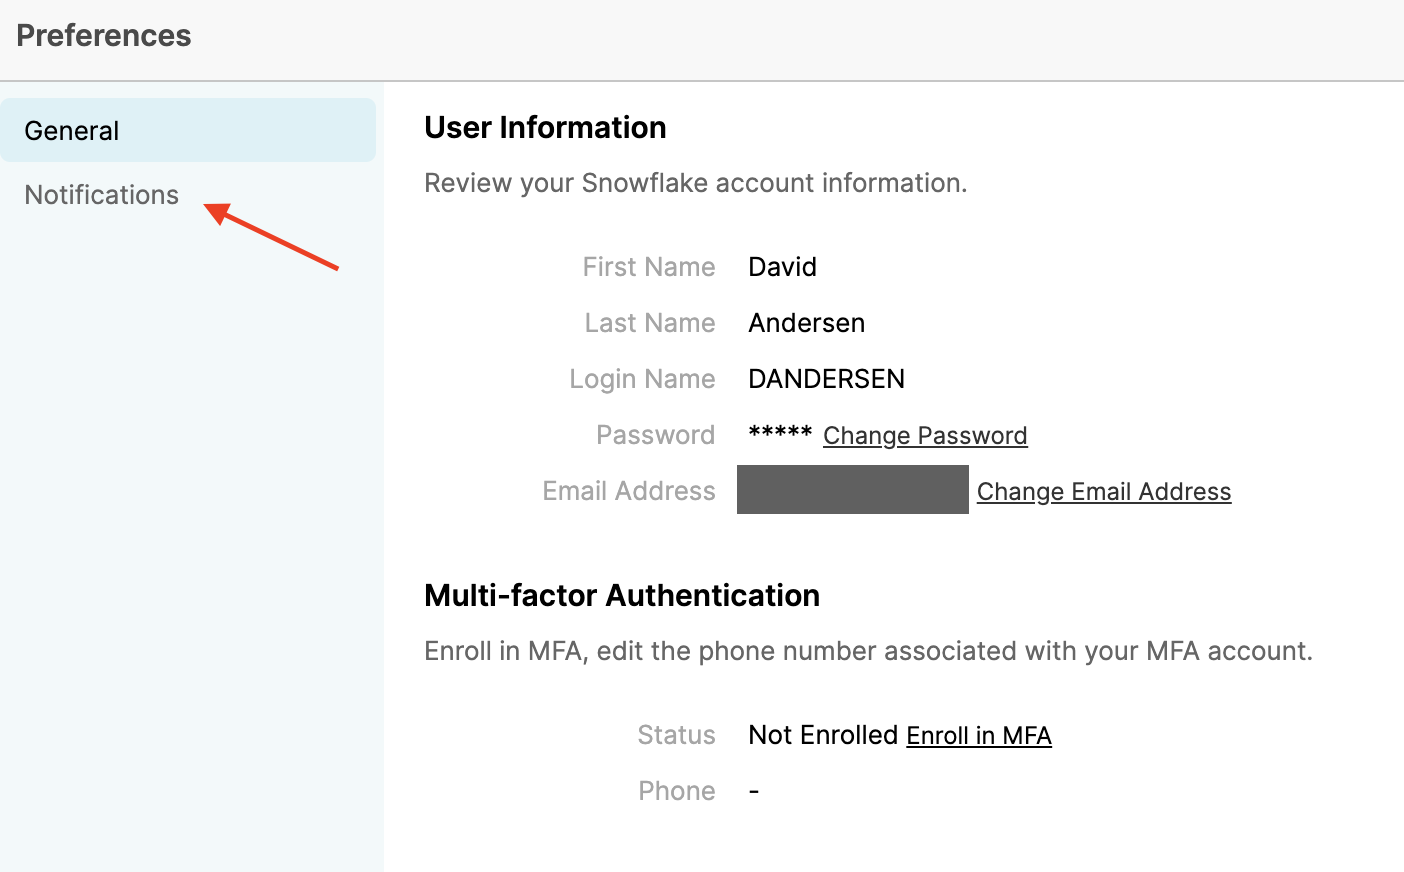 Preferences
General
Notifications
User Information
Review your Snowflake account information.
First Name David
Last Name Andersen
Login Name DANDERSEN
Password ***** Change Password
Email Address Change Email Address
Multi-factor Authentication
Enroll in MFA, edit the phone number associated with your MFA account.
Status Not Enrolled Enroll in MFA
Phone -